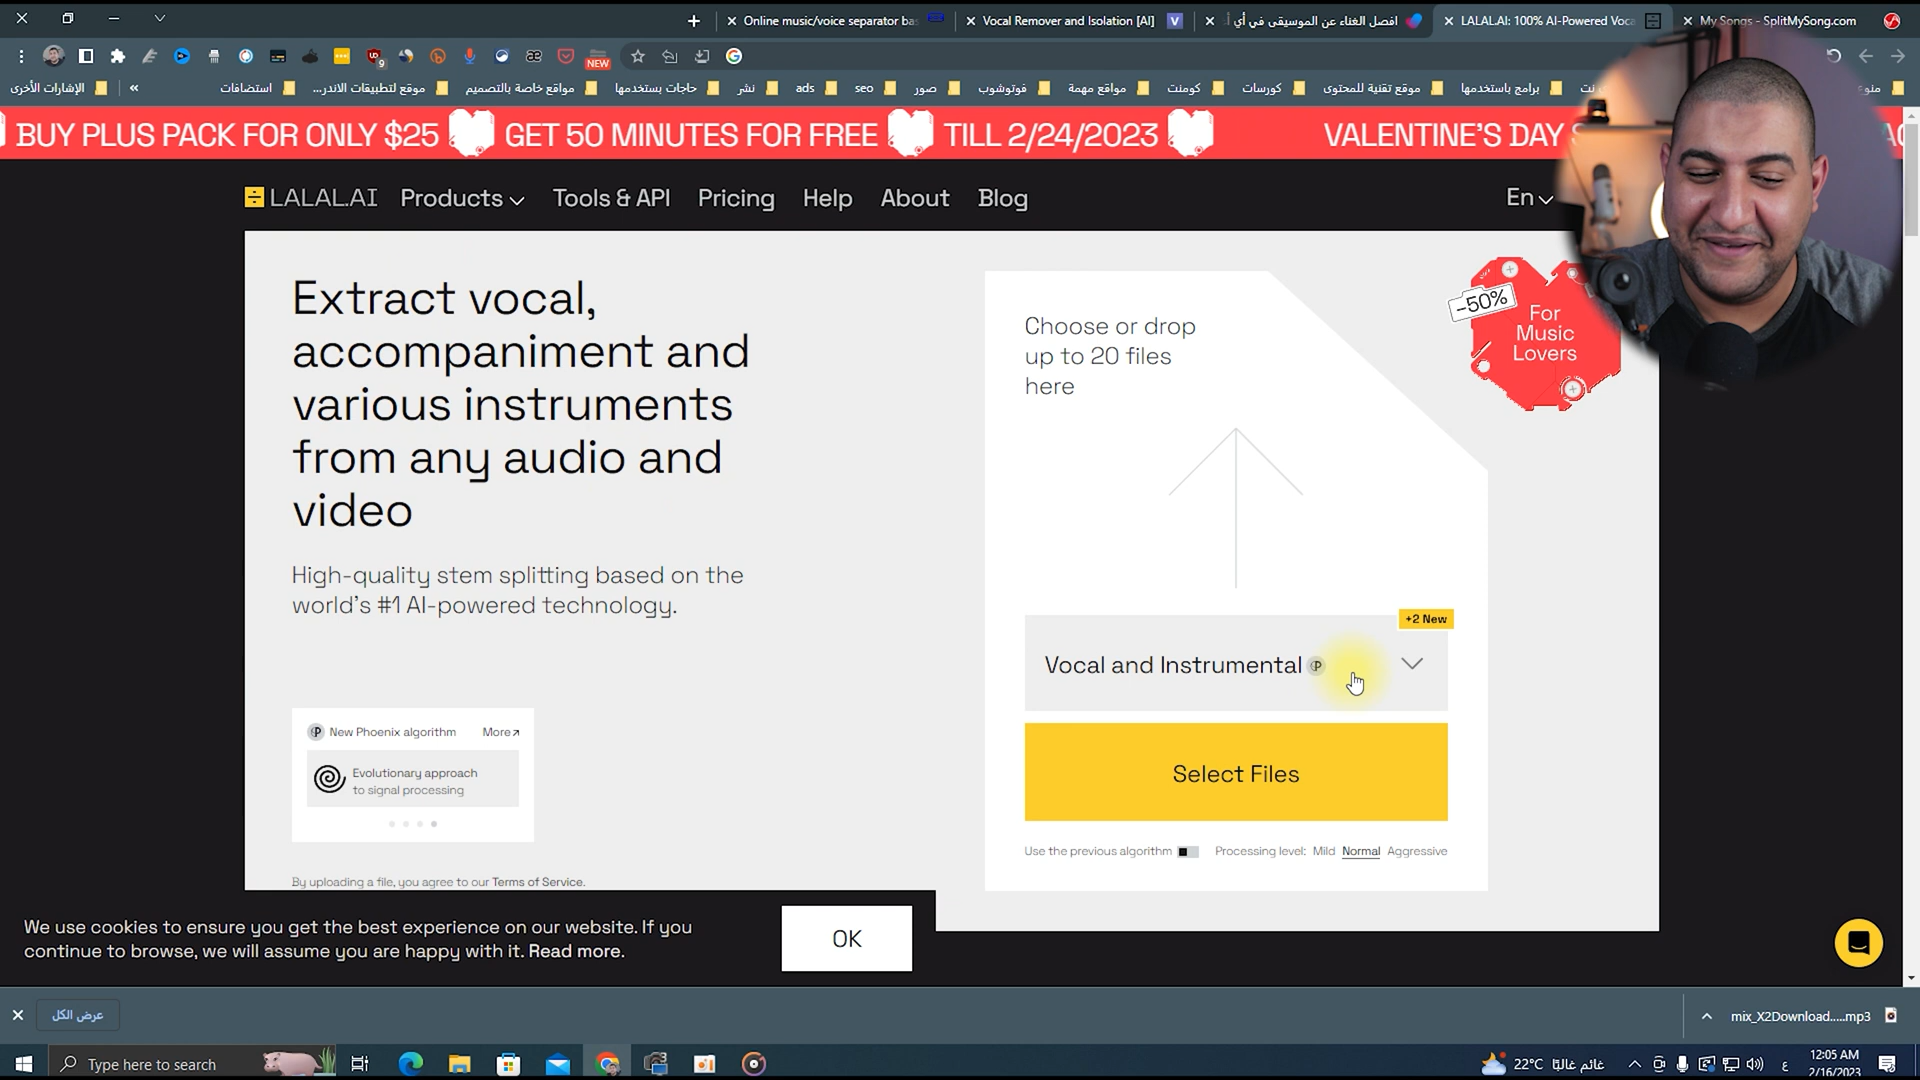 Online music/voice separator ba
Vocal Remover and Isolation [AI]
افصل الغناء عن الموسيقى في أي أ
LALAL.AI: 100% AI-Powered Voca
My Songs - SplitMySong.com
NEW
9
الإشارات الأخرى
»
استضافات
موقع لتطبيقات الاندر...
مواقع خاصة بالتصميم
نشر
حاجات بستخدمها
ads
seo
صور
فوتوشوب
مواقع مهمة
كومنت
كورسات
موقع تقنية للمحتوى
برامج باستخدمها
BUY PLUS PACK FOR ONLY $25 GET 50 MINUTES FOR FREE TILL 2/24/2023 VALENTINE'S DAY
LALAL.AI Products Tools & API Pricing Help About Blog En
Extract vocal,
accompaniment and
various instruments
from any audio and
video
High-quality stem splitting based on the
world's #1 AI-powered technology.
New Phoenix algorithm More
Evolutionary approach
to signal processing
By uploading a file, you agree to our Terms of Service.
Choose or drop
up to 20 files
here
-50%
For
Music
Lovers
+2 New
Vocal and Instrumental
Select Files
Use the previous algorithm Processing level: Mild Normal Aggressive
We use cookies to ensure you get the best experience on our website. If you
continue to browse, we will assume you are happy with it. Read more.
OK
عرض الكل
mix_X2Download.....mp3
Type here to search
22°C غائم غالبًا
ع
12:05 AM
2/16/2023